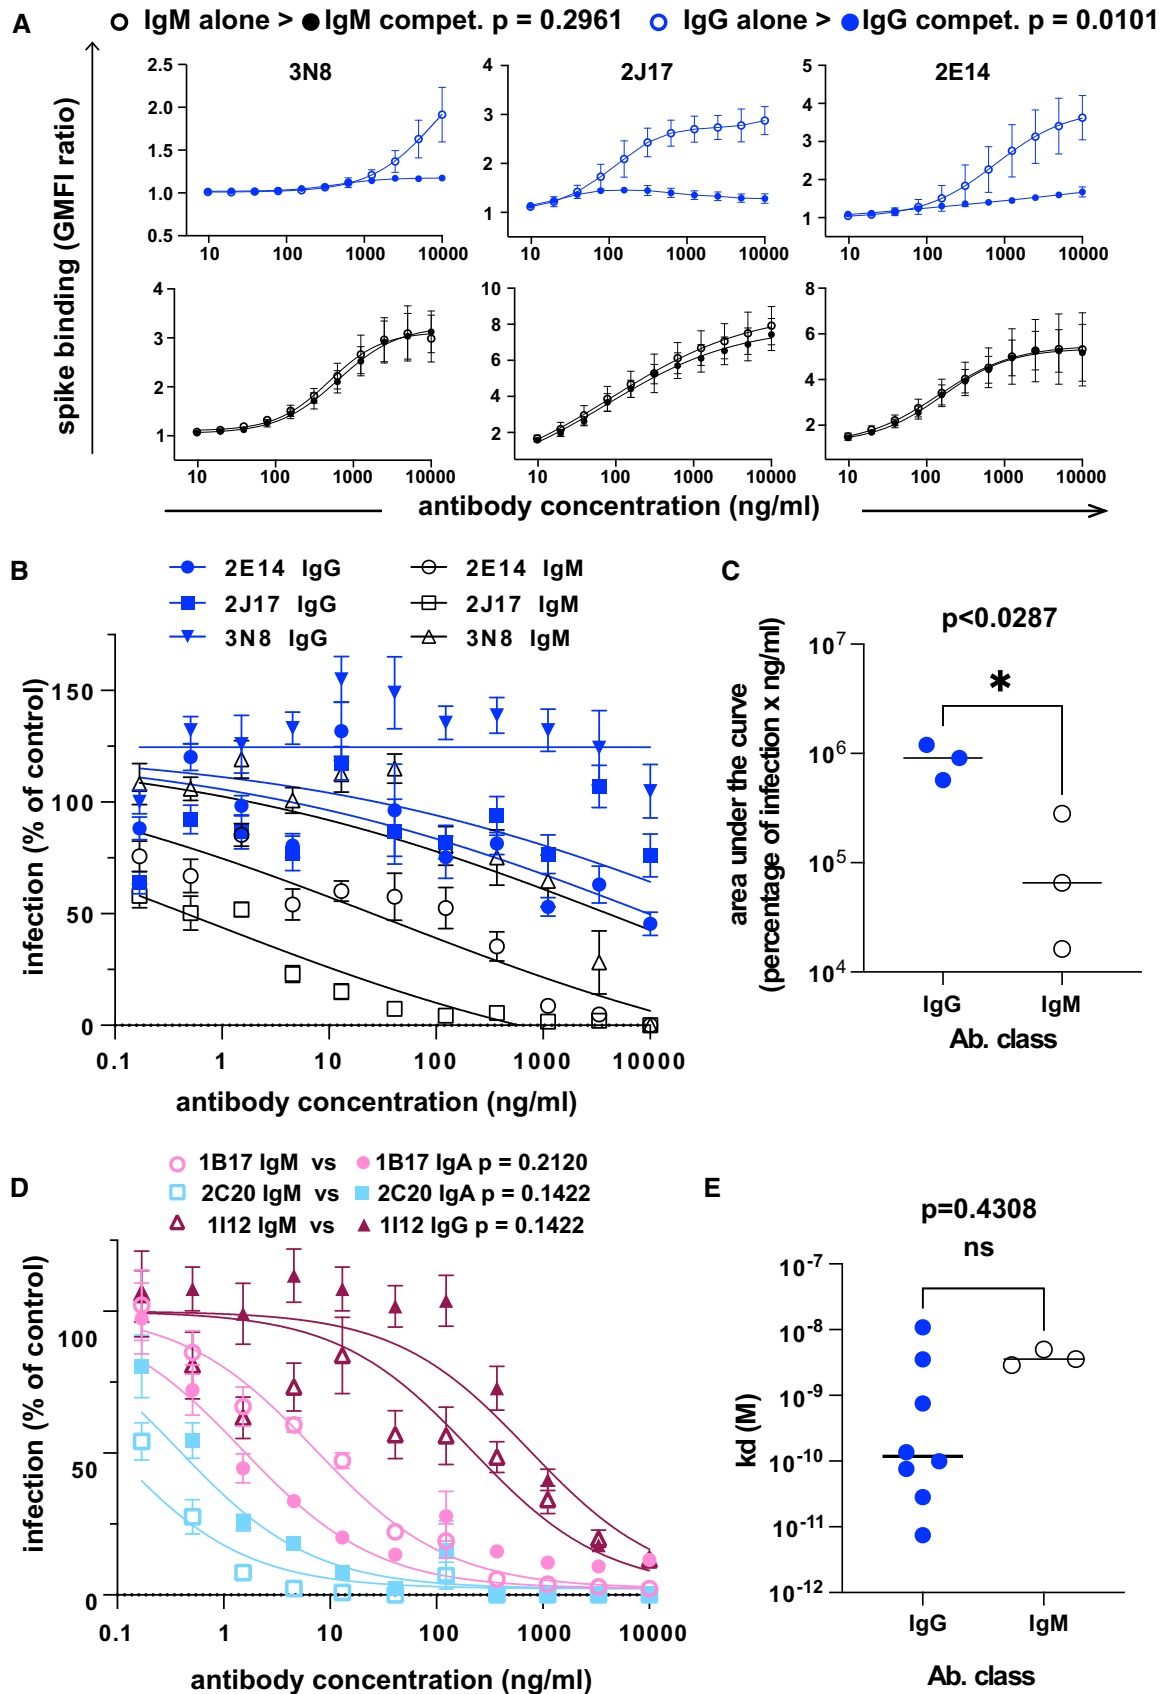 A
IgM alone > IgM compet. p = 0.2961 IgG alone > IgG compet. p = 0.0101
spike binding (GMFI ratio)
3N8
2.5
2.0
1.5
1.0
0.5
10 100 1000 10000
2J17
4
3
2
1
10 100 1000 10000
2E14
5
4
3
2
1
10 100 1000 10000
4
3
2
1
10 100 1000 10000
10
8
6
4
2
10 100 1000 10000
8
6
4
2
10 100 1000 10000
antibody concentration (ng/ml)
B
2E14 IgG 2E14 IgM
2J17 IgG 2J17 IgM
3N8 IgG 3N8 IgM
infection (% of control)
150
100
50
0
0.1 1 10 100 1000 10000
antibody concentration (ng/ml)
C
p<0.0287
*
area under the curve
(percentage of infection x ng/ml)
10^7
10^6
10^5
10^4
IgG IgM
Ab. class
D
1B17 IgM vs 1B17 IgA p = 0.2120
2C20 IgM vs 2C20 IgA p = 0.1422
1I12 IgM vs 1I12 IgG p = 0.1422
infection (% of control)
100
50
0
0.1 1 10 100 1000 10000
antibody concentration (ng/ml)
E
p=0.4308
ns
kd (M)
10^-7
10^-8
10^-9
10^-10
10^-11
10^-12
IgG IgM
Ab. class